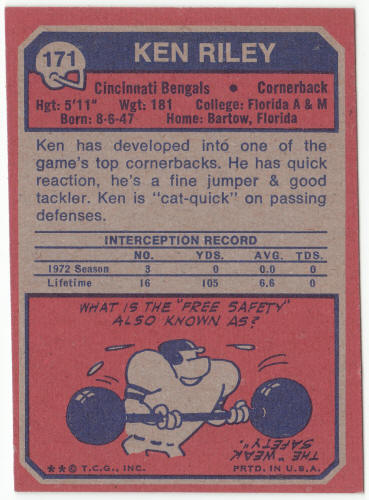 171 KEN RILEY
Cincinnati Bengals • Cornerback
Hgt: 5'11" Wgt: 181 College: Florida A & M
Born: 8-6-47 Home: Bartow, Florida
Ken has developed into one of the
game's top cornerbacks. He has quick
reaction, he's a fine jumper & good
tackler. Ken is "cat-quick" on passing
defenses.
INTERCEPTION RECORD
NO. YDS. AVG. TDS.
1972 Season 3 0 0.0 0
Lifetime 16 105 6.6 0
WHAT IS THE "FREE SAFETY"
ALSO KNOWN AS?
THE "WEAK
SAFETY".
**© T.C.G., INC. PRTD. IN U.S.A.